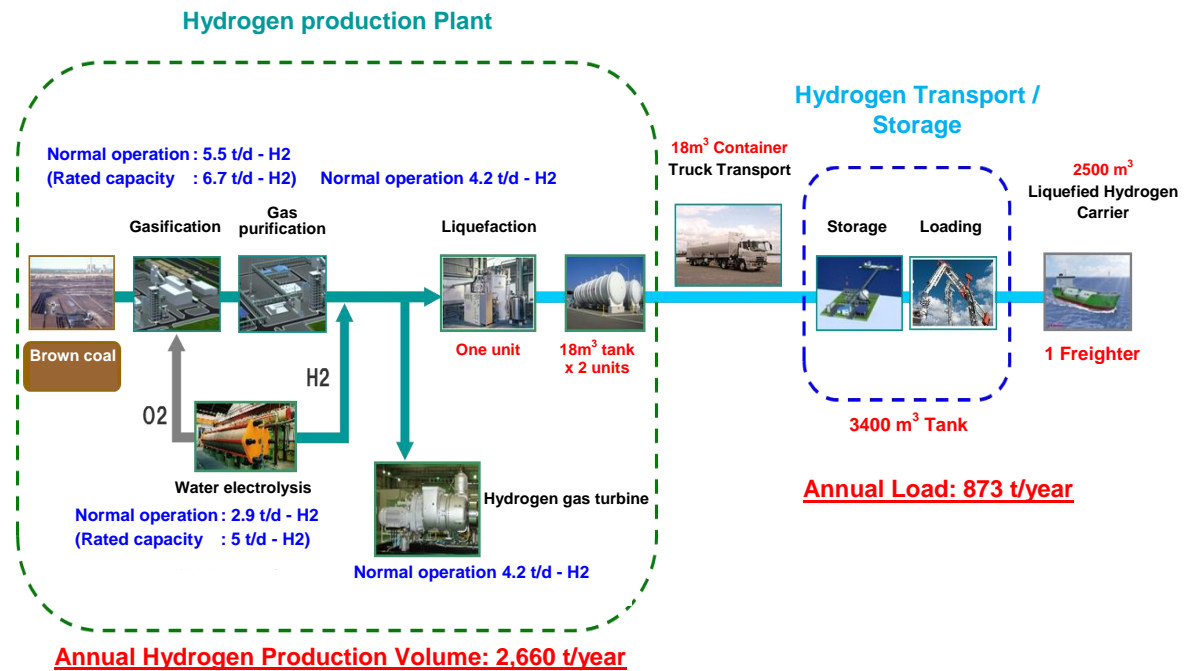 Hydrogen production Plant
Normal operation : 5.5 t/d - H2
(Rated capacity : 6.7 t/d - H2)
Normal operation 4.2 t/d - H2
Gasification
Gas
purification
Liquefaction
Brown coal
O2
H2
One unit
18m³ tank
x 2 units
Water electrolysis
Normal operation : 2.9 t/d - H2
(Rated capacity : 5 t/d - H2)
Hydrogen gas turbine
Normal operation 4.2 t/d - H2
Annual Hydrogen Production Volume: 2,660 t/year
18m³ Container
Truck Transport
Hydrogen Transport /
Storage
Storage
Loading
3400 m³ Tank
2500 m³
Liquefied Hydrogen
Carrier
1 Freighter
Annual Load: 873 t/year